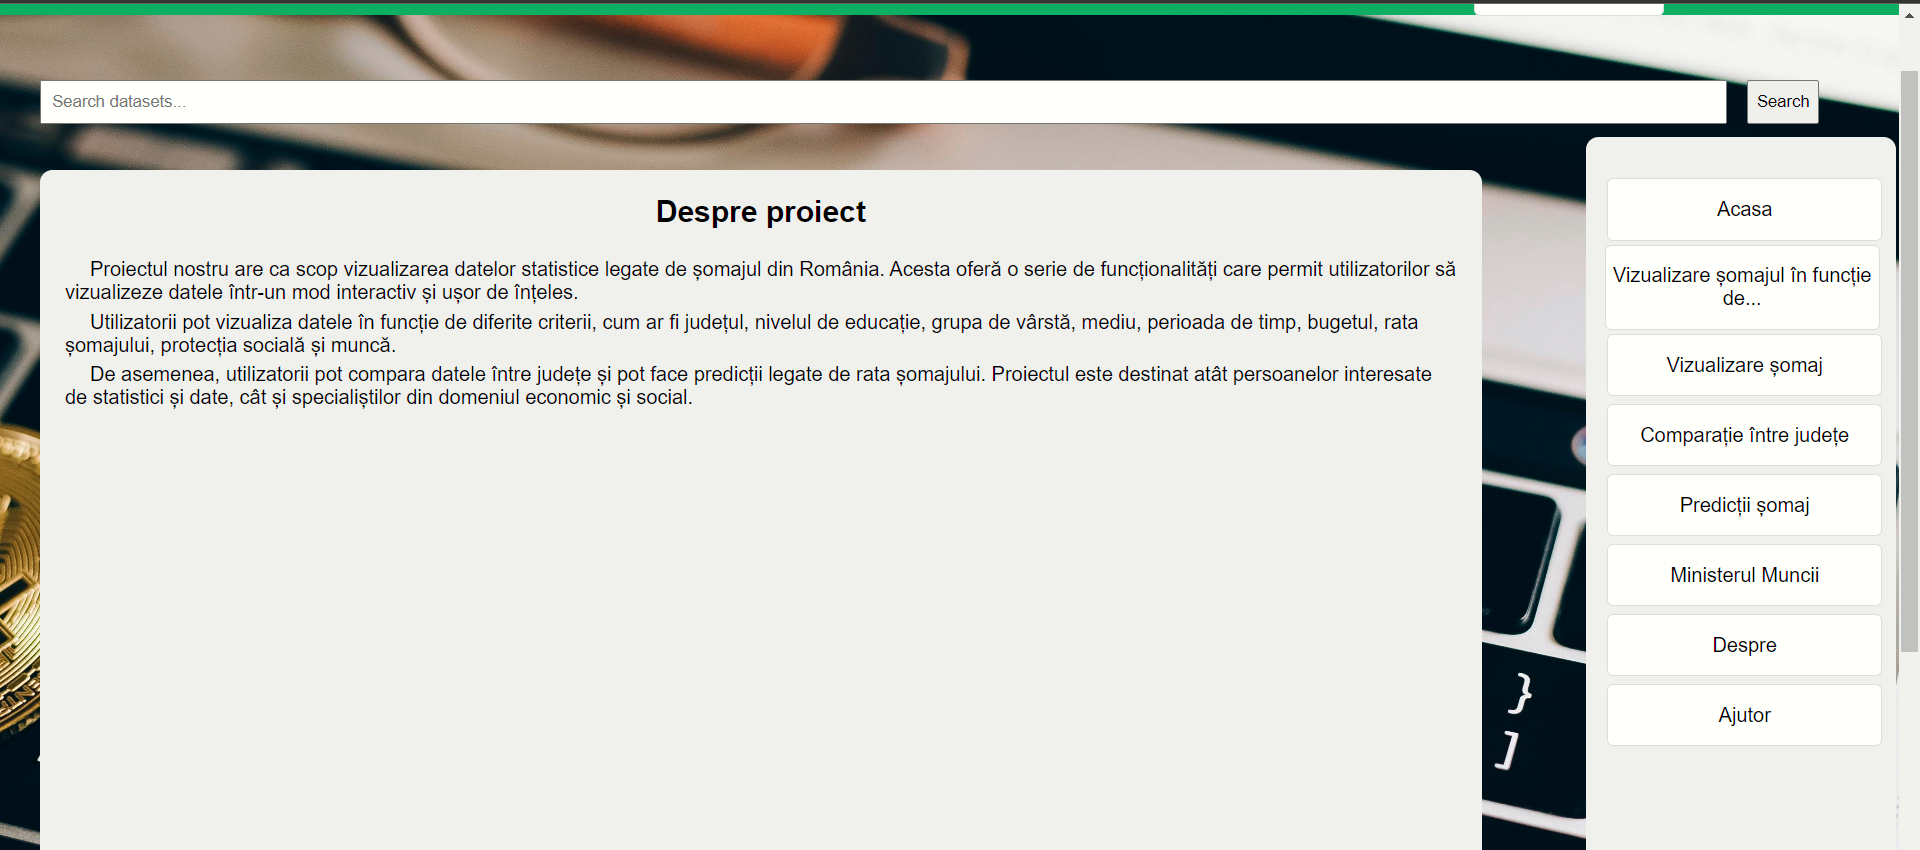 Search datasets...
Search
Despre proiect
Proiectul nostru are ca scop vizualizarea datelor statistice legate de șomajul din România. Acesta oferă o serie de funcționalități care permit utilizatorilor să
vizualizeze datele într-un mod interactiv și ușor de înțeles.
Utilizatorii pot vizualiza datele în funcție de diferite criterii, cum ar fi județul, nivelul de educație, grupa de vârstă, mediu, perioada de timp, bugetul, rata
șomajului, protecția socială și muncă.
De asemenea, utilizatorii pot compara datele între județe și pot face predicții legate de rata șomajului. Proiectul este destinat atât persoanelor interesate
de statistici și date, cât și specialiștilor din domeniul economic și social.
Acasa
Vizualizare șomajul în funcție
de...
Vizualizare șomaj
Comparație între județe
Predicții șomaj
Ministerul Muncii
Despre
Ajutor
}
]